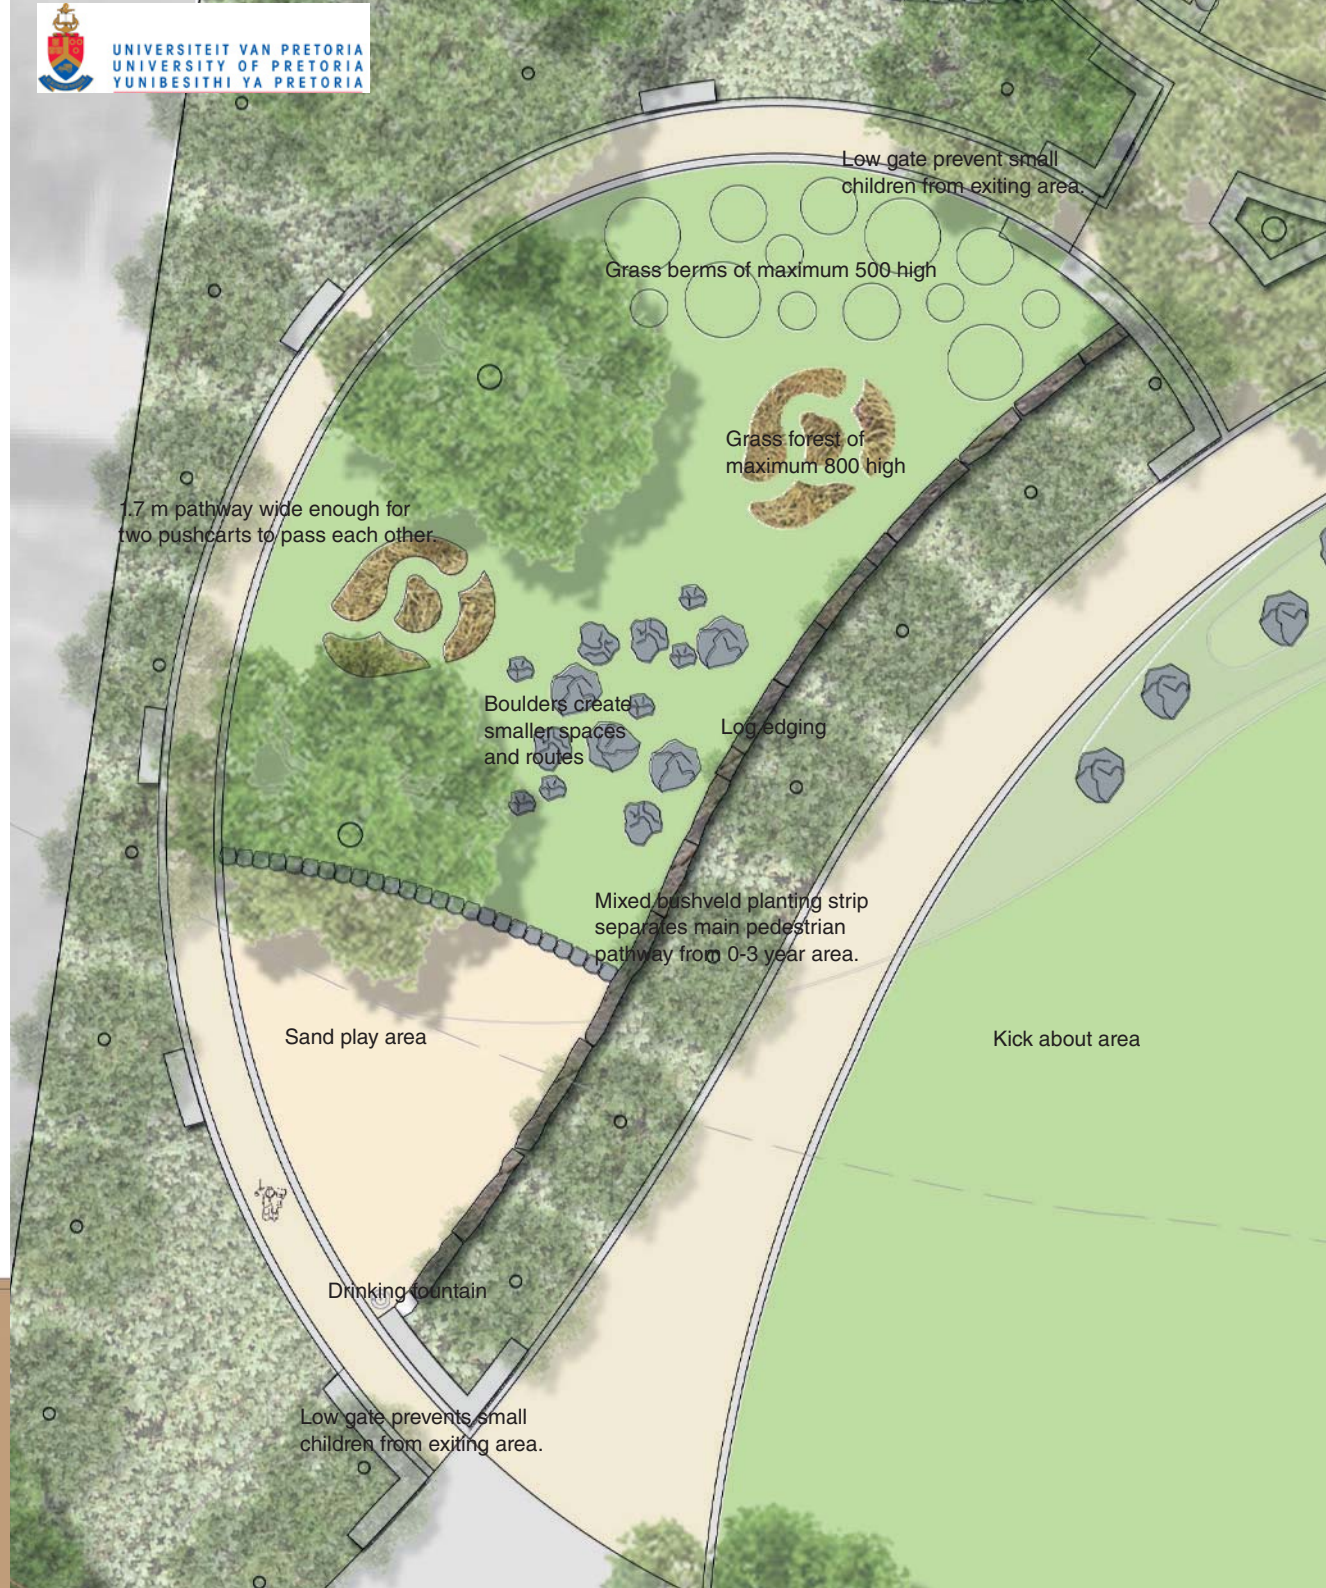 UNIVERSITEIT VAN PRETORIA
UNIVERSITY OF PRETORIA
YUNIBESITHI YA PRETORIA
Low gate prevent small
children from exiting area.
Grass berms of maximum 500 high
Grass forest of
maximum 800 high
1.7 m pathway wide enough for
two pushcarts to pass each other.
Boulders create
smaller spaces
and routes
Log edging
Mixed bushveld planting strip
separates main pedestrian
pathway from 0-3 year area.
Sand play area
Kick about area
Drinking fountain
Low gate prevents small
children from exiting area.